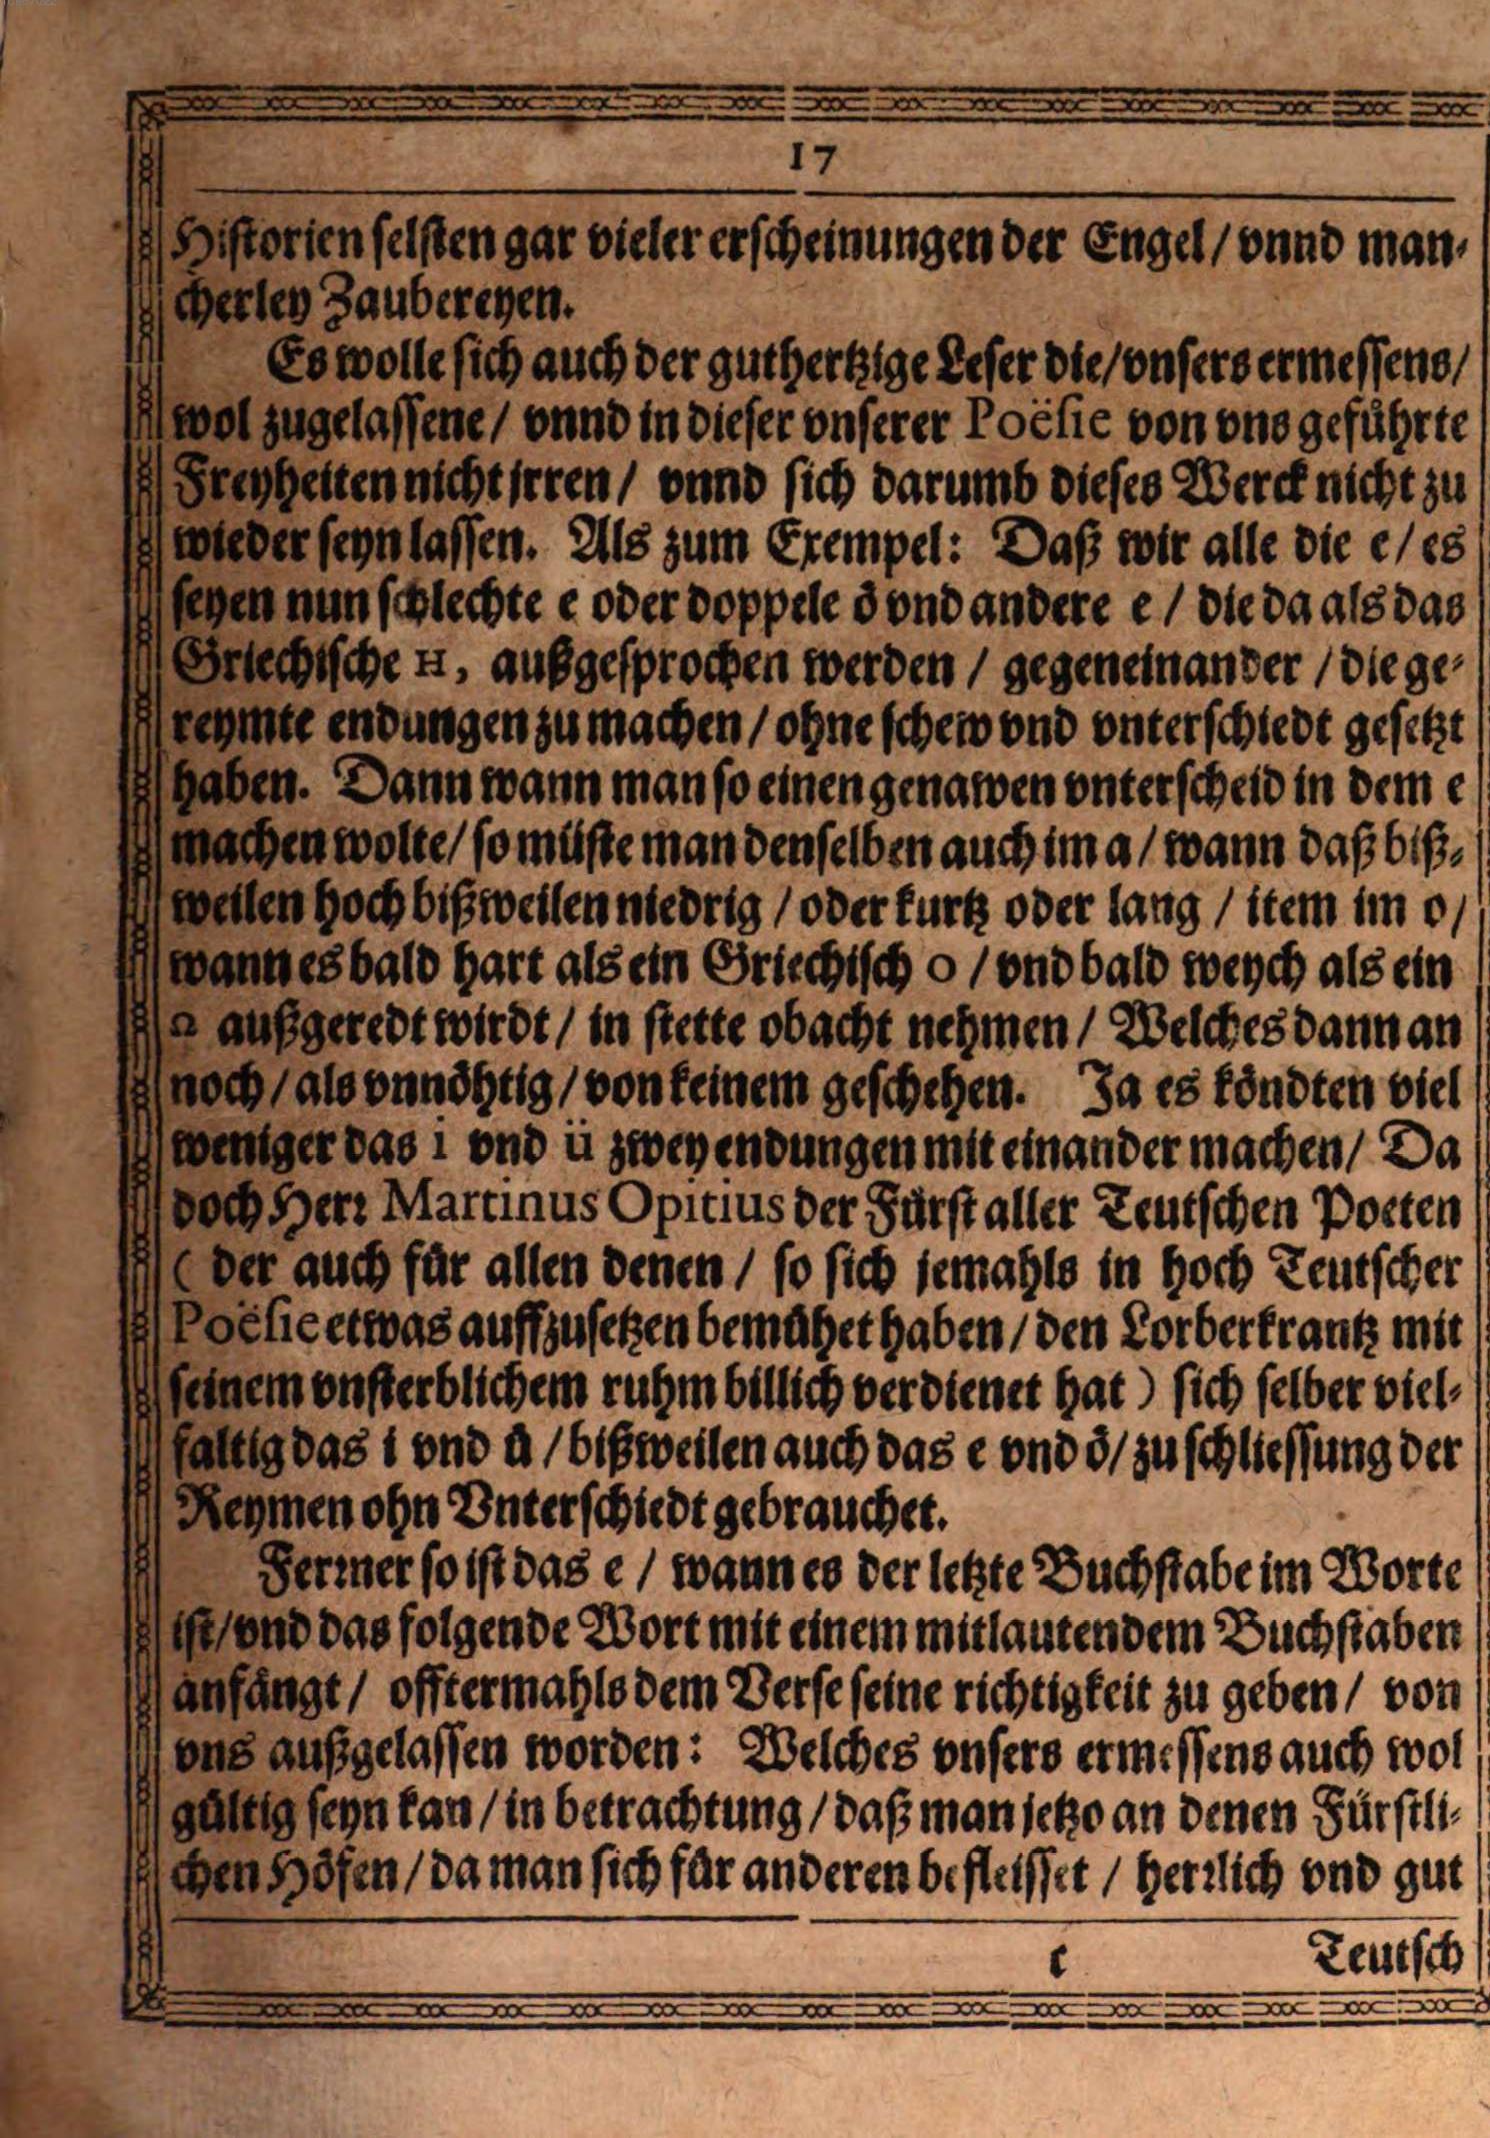 17
Historien selsten gar vieler erscheinungen der Engel / vnnd man-
cherley Zaubereyen.
Es wolle sich auch der guthertzige Leser die / vnsers ermessens /
wol zugelassene / vnnd in dieser vnserer Poësie von vns geführte
Freyheiten nicht jrren / vnnd sich darumb dieses Werck nicht zu
wieder seyn lassen. Als zum Exempel: Daß wir alle die e / es
seyen nun schlechte e oder doppele ö vnd andere e / die da als das
Griechische H, außgesprochen werden / gegeneinander / die ge-
reymte endungen zu machen / ohne schew vnd vnterschiedt gesetzt
haben. Dann wann man so einen genawen vnterscheid in dem e
machen wolte / so müste man denselben auch im a / wann daß biß-
weilen hoch bißweilen niedrig / oder kurtz oder lang / item im o /
wann es bald hart als ein Griechisch O / vnd bald weych als ein
Ω außgeredt wirdt / in stette obacht nehmen / Welches dann an
noch / als vnnöhtig / von keinem geschehen. Ja es köndten viel
weniger das i vnd ü zwey endungen mit einander machen / Da
doch Herr Martinus Opitius der Fürst aller Teutschen Poeten
( der auch für allen denen / so sich jemahls in hoch Teutscher
Poësie etwas auffzusetzen bemühet haben / den Lorberkrantz mit
seinem vnsterblichem ruhm billich verdienet hat ) sich selber viel-
faltig das i vnd ü / bißweilen auch das e vnd ö / zu schliessung der
Reymen ohn Vnterschiedt gebrauchet.
Ferrner so ist das e / wann es der letzte Buchstabe im Worte
ist / vnd das folgende Wort mit einem mitlautendem Buchstaben
anfängt / offtermahls dem Verse seine richtigkeit zu geben / von
vns außgelassen worden: Welches vnsers ermessens auch wol
gültig seyn kan / in betrachtung / daß man jetzo an denen Fürstli-
chen Höfen / da man sich für anderen befleisset / herrlich vnd gut
c Teutsch